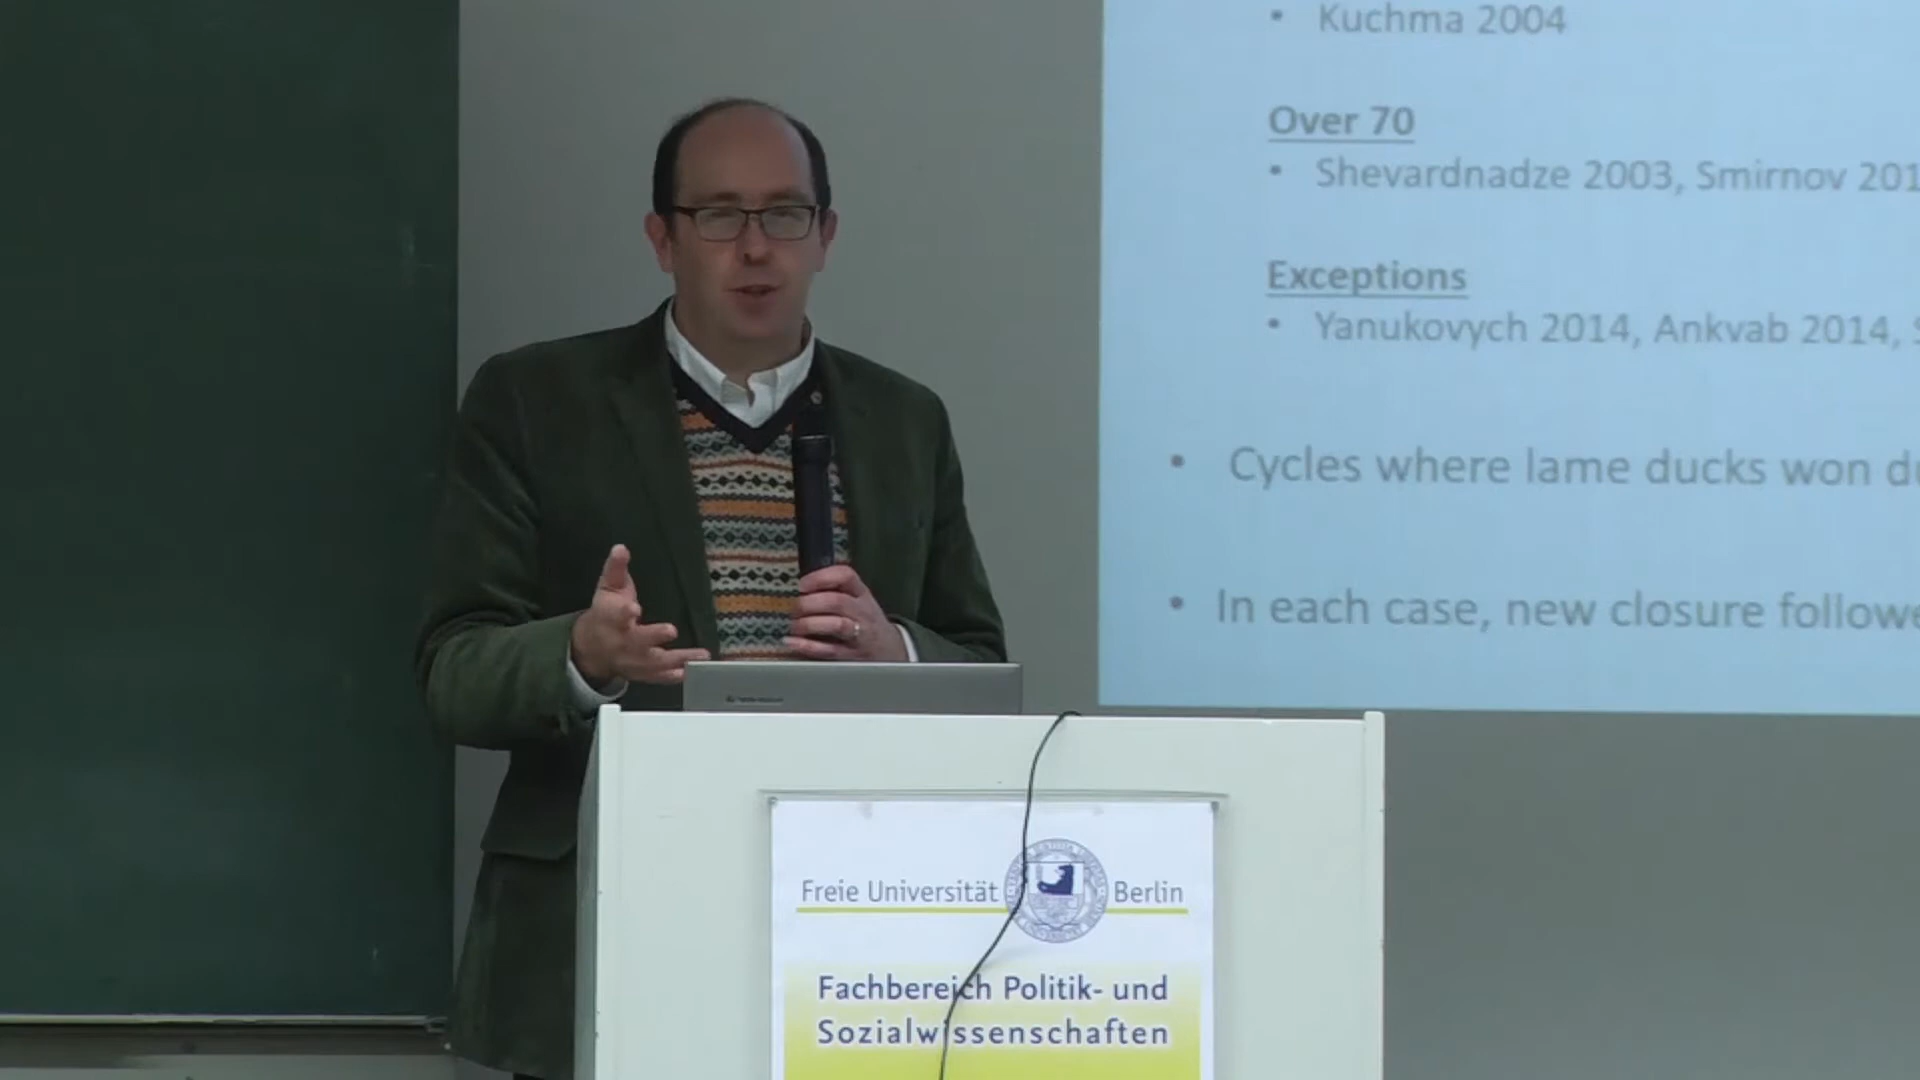 • Kuchma 2004
Over 70
• Shevardnadze 2003, Smirnov 201
Exceptions
• Yanukovych 2014, Ankvab 2014,
• Cycles where lame ducks won
• In each case, new closure
Freie Universität Berlin
Fachbereich Politik- und
Sozialwissenschaften